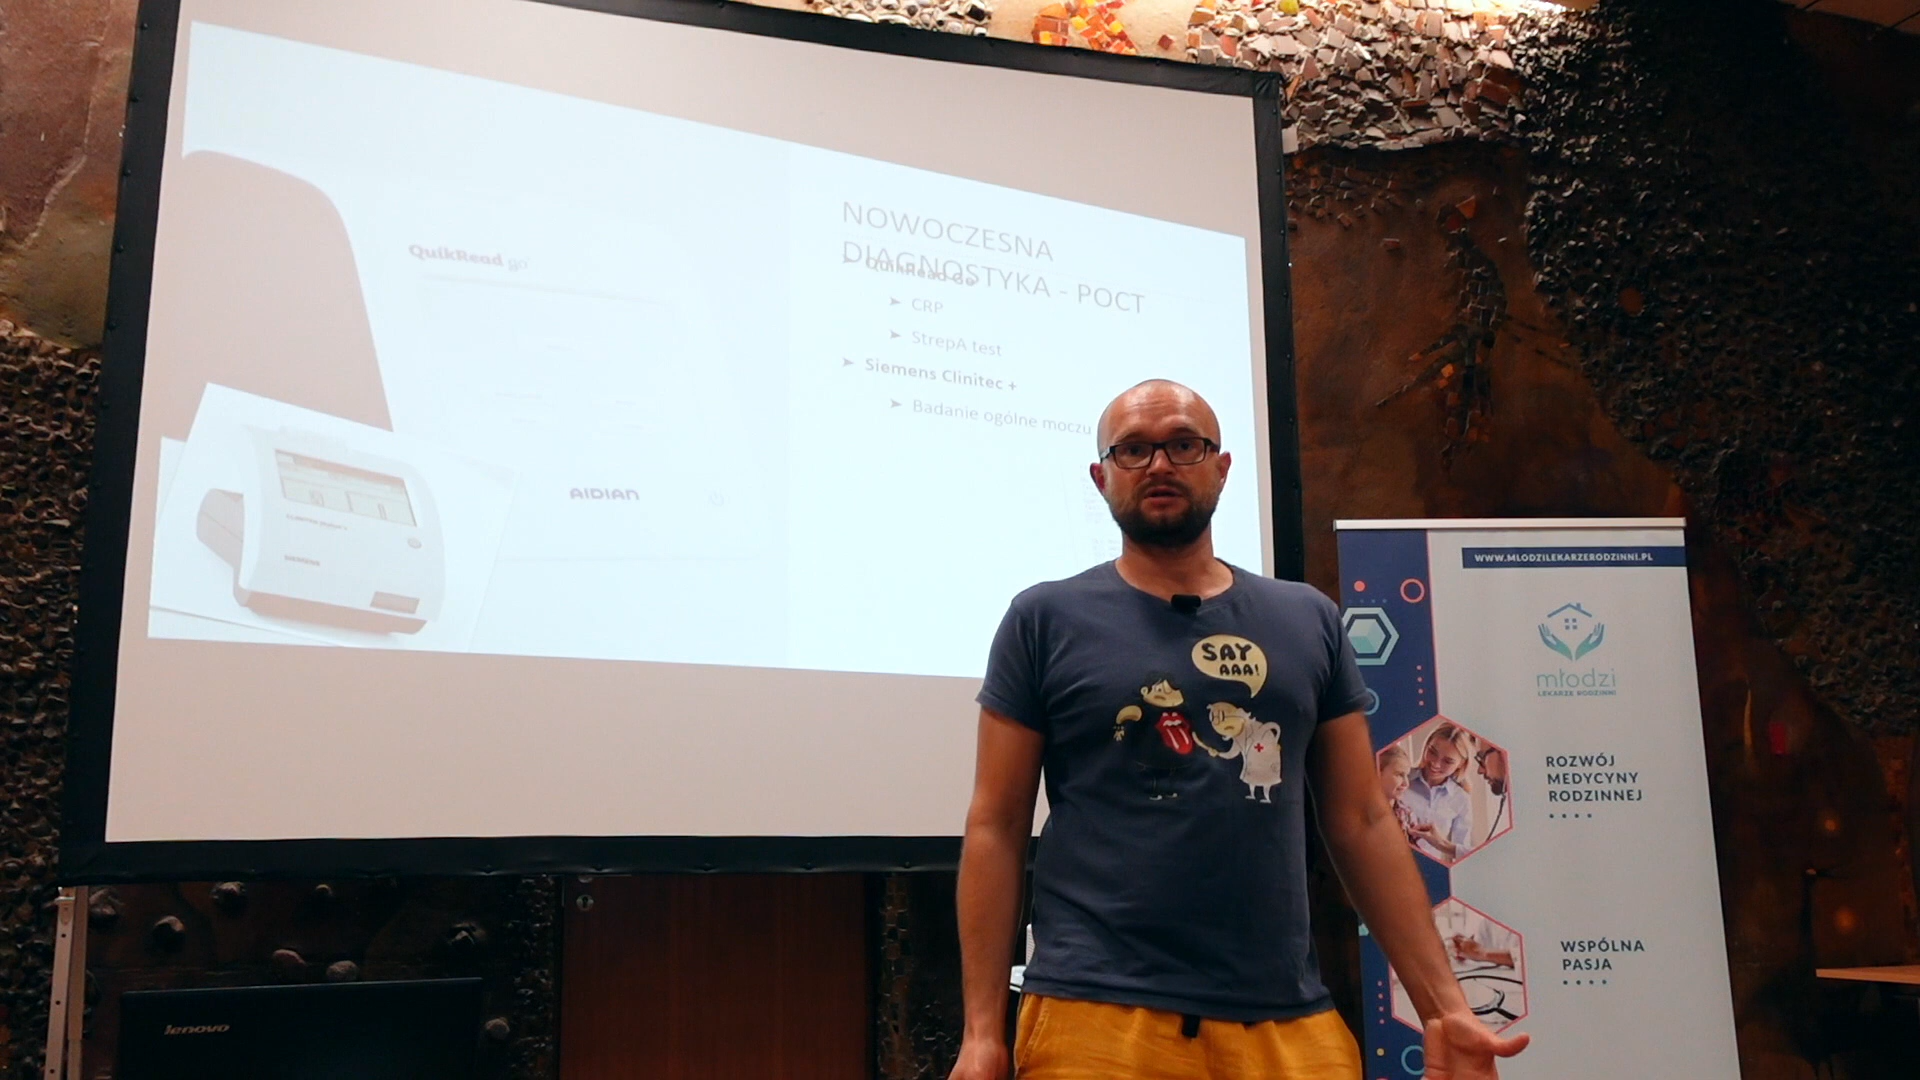 QuikRead go
AIDIAN
SIEMENS
NOWOCZESNA
DIAGNOSTYKA - POCT
➤ QuikRead Go
➤ CRP
➤ StrepA test
➤ Siemens Clinitec +
➤ Badanie ogólne moczu
SAY
AAA!
WWW.MLODZILEKARZERODZINNI.PL
młodzi
LEKARZE RODZINNI
ROZWÓJ
MEDYCYNY
RODZINNEJ
WSPÓLNA
PASJA
lenovo